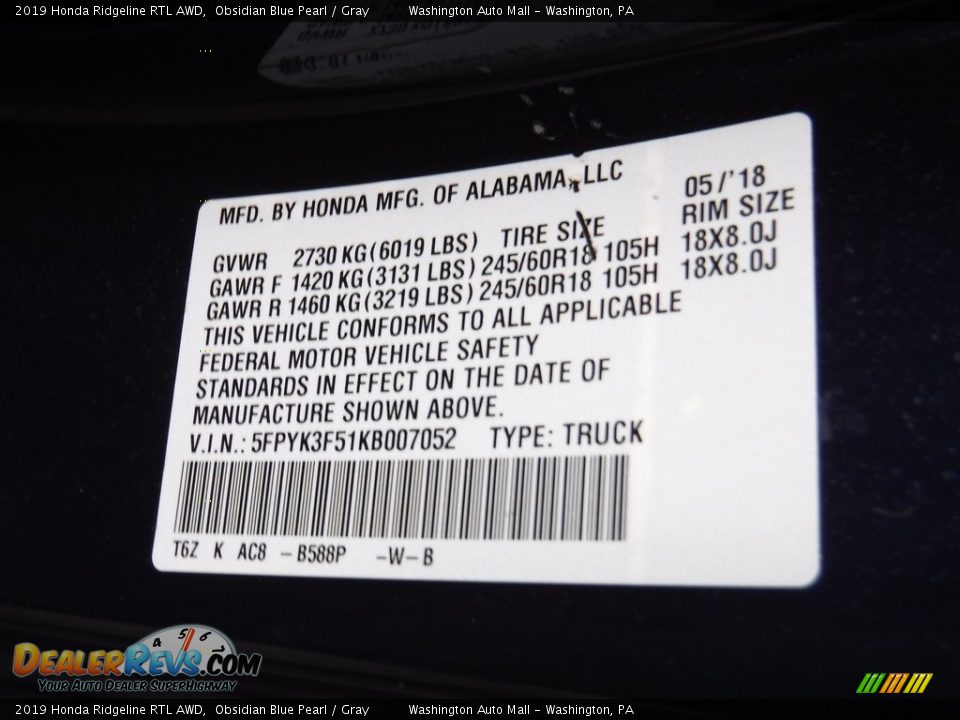 2019 Honda Ridgeline RTL AWD, Obsidian Blue Pearl / Gray Washington Auto Mall - Washington, PA
MFD. BY HONDA MFG. OF ALABAMA, LLC 05/'18
GVWR 2730 KG(6019 LBS) TIRE SIZE RIM SIZE
GAWR F 1420 KG(3131 LBS) 245/60R18 105H 18X8.0J
GAWR R 1460 KG(3219 LBS) 245/60R18 105H 18X8.0J
THIS VEHICLE CONFORMS TO ALL APPLICABLE
FEDERAL MOTOR VEHICLE SAFETY
STANDARDS IN EFFECT ON THE DATE OF
MANUFACTURE SHOWN ABOVE.
V.I.N.: 5FPYK3F51KB007052 TYPE: TRUCK
T6Z K AC8 -B588P -W-B
4 5 6
DEALERREVS.COM
YOUR AUTO DEALER SUPERHIGHWAY
2019 Honda Ridgeline RTL AWD, Obsidian Blue Pearl / Gray Washington Auto Mall - Washington, PA